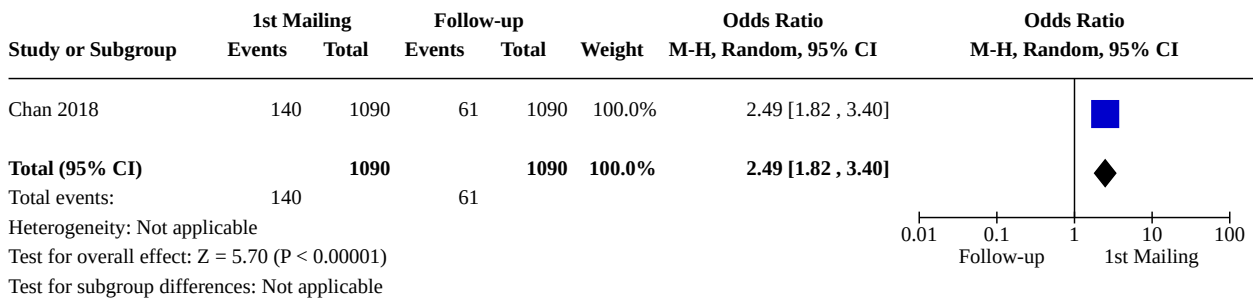 1st Mailing Follow-up Odds Ratio Odds Ratio
Study or Subgroup Events Total Events Total Weight M-H, Random, 95% CI M-H, Random, 95% CI
Chan 2018 140 1090 61 1090 100.0% 2.49 [1.82 , 3.40]
Total (95% CI) 1090 1090 100.0% 2.49 [1.82 , 3.40]
Total events: 140 61
Heterogeneity: Not applicable
0.01 0.1 1 10 100
Test for overall effect: Z = 5.70 (P < 0.00001)
Follow-up 1st Mailing
Test for subgroup differences: Not applicable